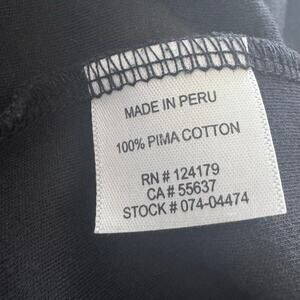 MADE IN PERU
100% PIMA COTTON
RN # 124179
CA # 55637
STOCK # 074-04474